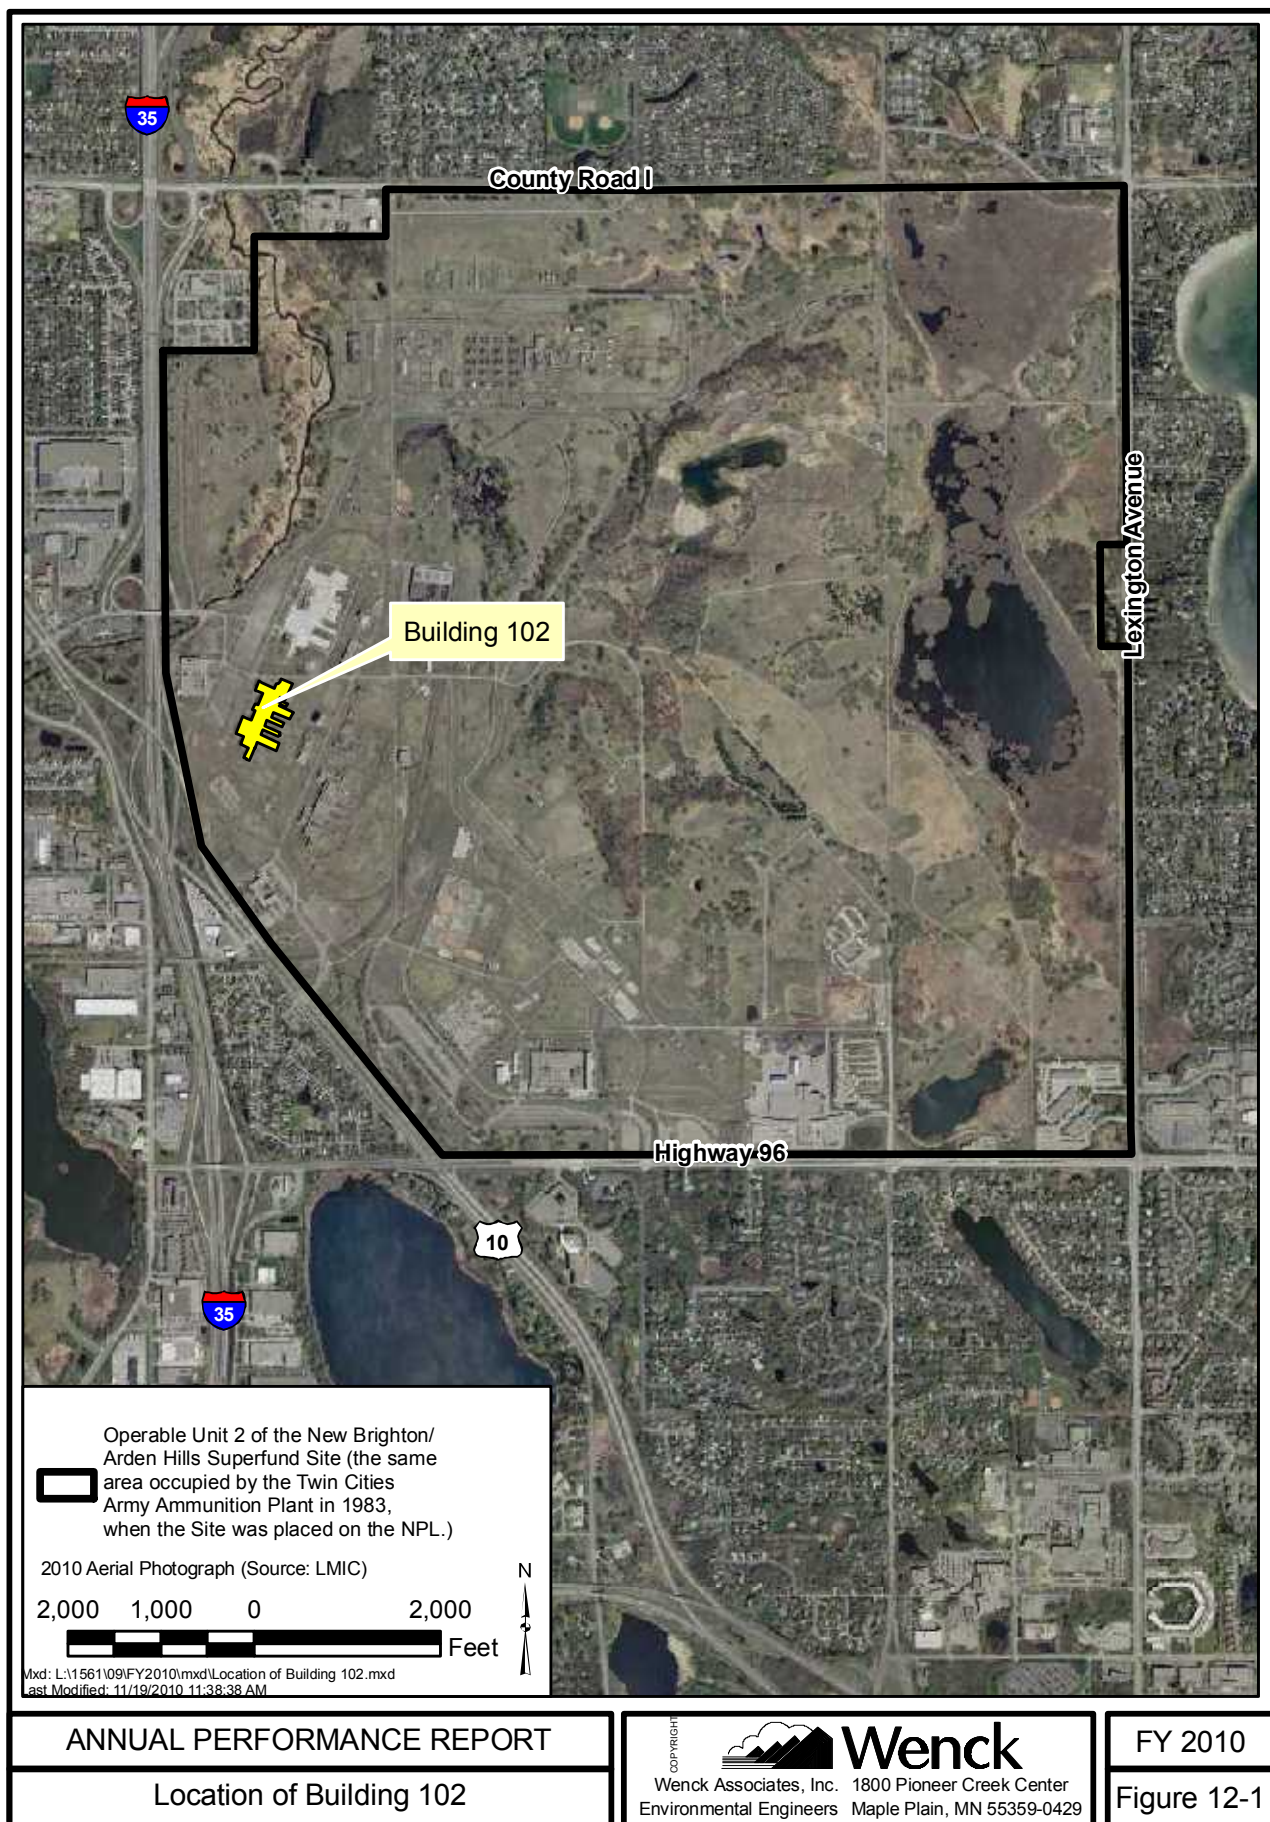 35
County Road I
Lexington Avenue
Building 102
Highway 96
10
35
Operable Unit 2 of the New Brighton/
Arden Hills Superfund Site (the same
area occupied by the Twin Cities
Army Ammunition Plant in 1983,
when the Site was placed on the NPL.)
2010 Aerial Photograph (Source: LMIC)
N
2,000 1,000 0 2,000
Feet
Mxd: L:\1561\09\FY2010\mxd\Location of Building 102.mxd
Last Modified: 11/19/2010 11:38:38 AM
ANNUAL PERFORMANCE REPORT
Location of Building 102
COPYRIGHT
Wenck
Wenck Associates, Inc. 1800 Pioneer Creek Center
Environmental Engineers Maple Plain, MN 55359-0429
FY 2010
Figure 12-1